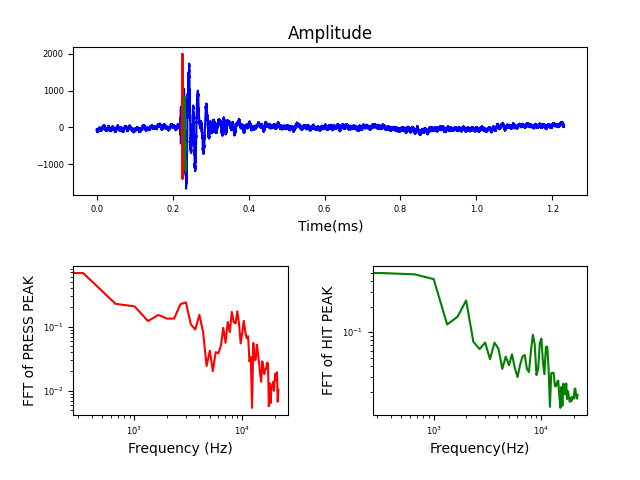 Amplitude
2000
1000
0
−1000
0.0 0.2 0.4 0.6 0.8 1.0 1.2
Time(ms)
FFT of PRESS PEAK
10⁻¹
10⁻²
10³ 10⁴
Frequency (Hz)
FFT of HIT PEAK
10⁻¹
10³ 10⁴
Frequency(Hz)